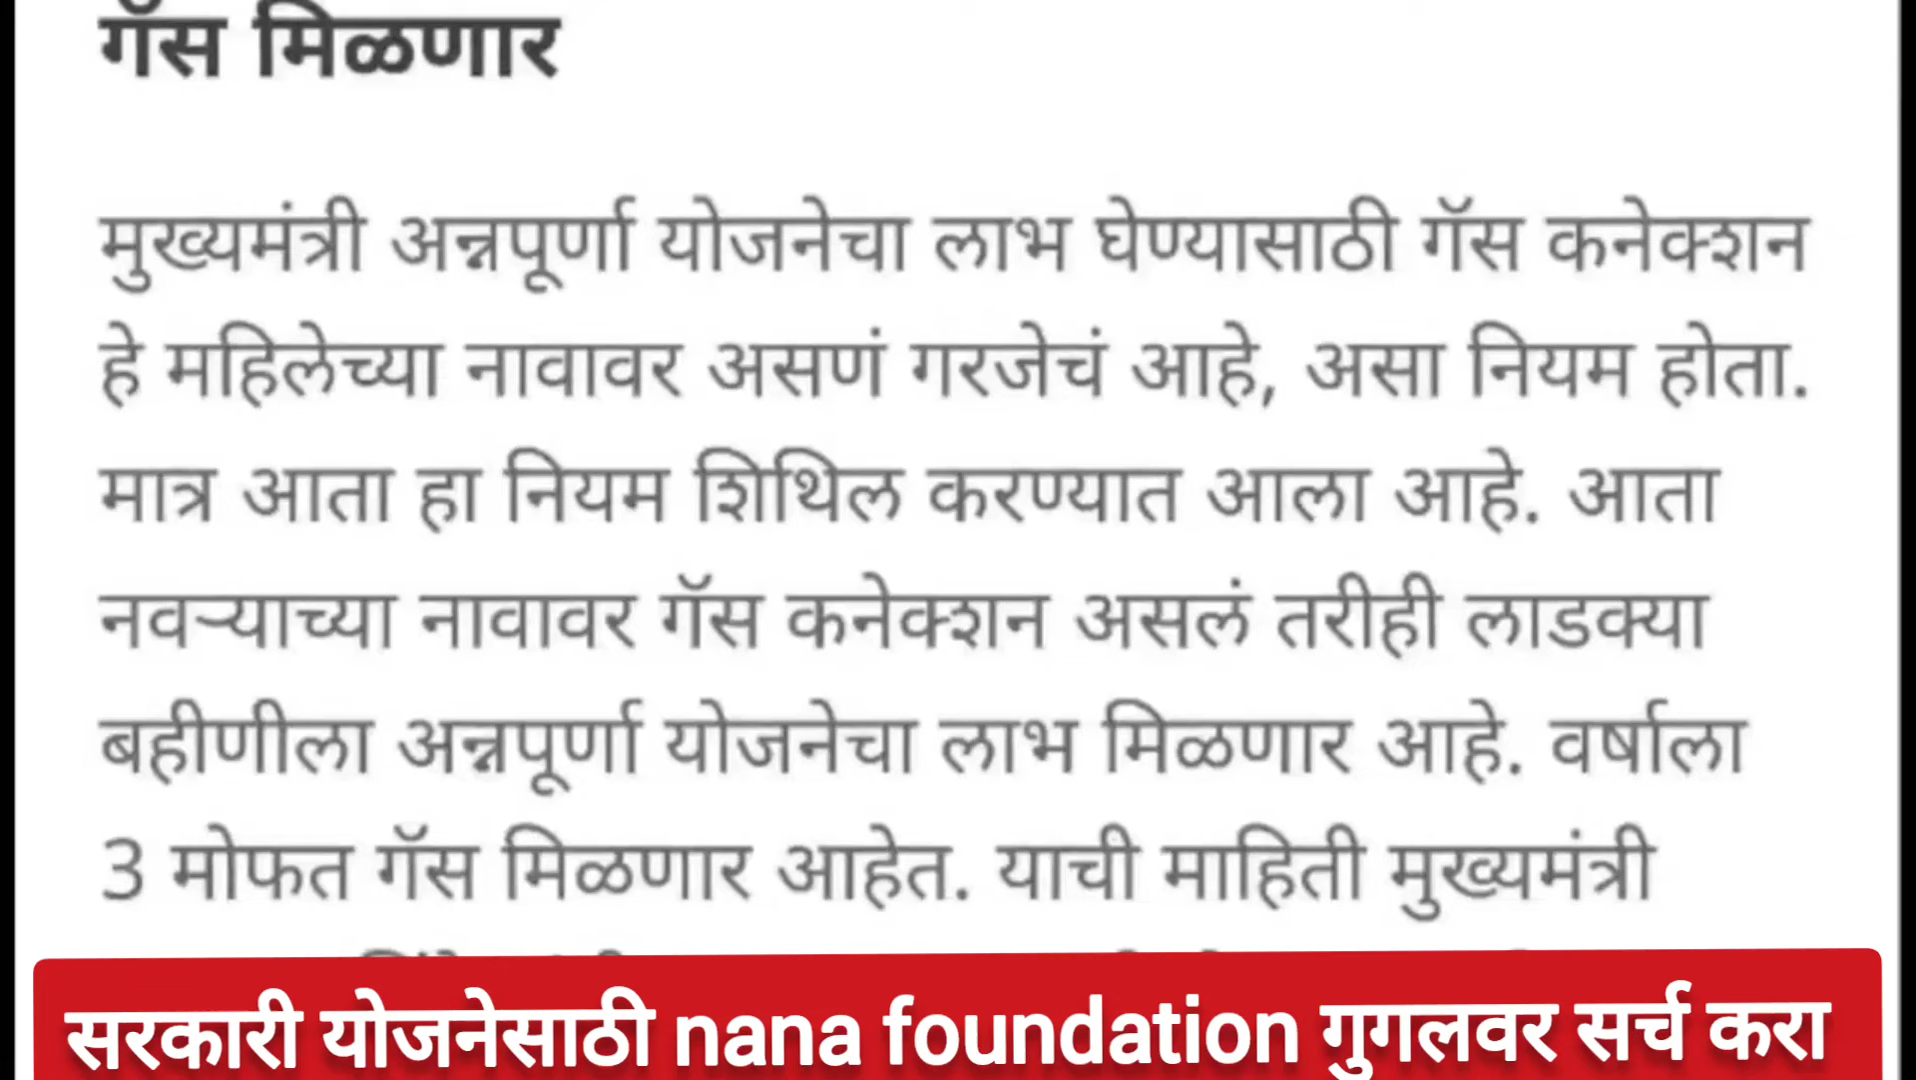 गॅस मिळणार
मुख्यमंत्री अन्नपूर्णा योजनेचा लाभ घेण्यासाठी गॅस कनेक्शन
हे महिलेच्या नावावर असणं गरजेचं आहे, असा नियम होता.
मात्र आता हा नियम शिथिल करण्यात आला आहे. आता
नवऱ्याच्या नावावर गॅस कनेक्शन असलं तरीही लाडक्या
बहीणीला अन्नपूर्णा योजनेचा लाभ मिळणार आहे. वर्षाला
3 मोफत गॅस मिळणार आहेत. याची माहिती मुख्यमंत्री
सरकारी योजनेसाठी nana foundation गुगलवर सर्च करा